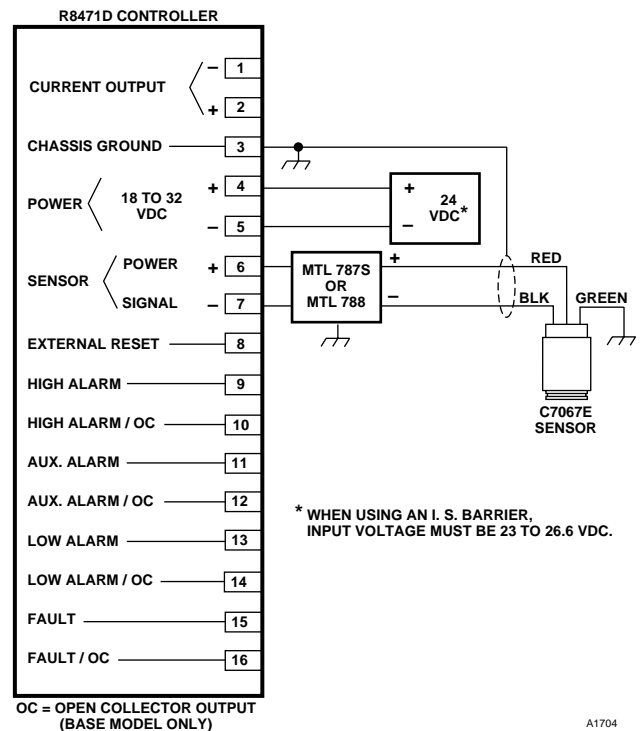 R8471D CONTROLLER
CURRENT OUTPUT
– 1
+ 2
CHASSIS GROUND 3
POWER
18 TO 32
VDC
+ 4
– 5
+
24
VDC*
–
SENSOR
POWER + 6
SIGNAL – 7
MTL 787S
OR
MTL 788
+
–
RED
BLK
GREEN
C7067E
SENSOR
EXTERNAL RESET 8
HIGH ALARM 9
HIGH ALARM / OC 10
AUX. ALARM 11
AUX. ALARM / OC 12
LOW ALARM 13
LOW ALARM / OC 14
FAULT 15
FAULT / OC 16
* WHEN USING AN I. S. BARRIER,
INPUT VOLTAGE MUST BE 23 TO 26.6 VDC.
OC = OPEN COLLECTOR OUTPUT
(BASE MODEL ONLY)
A1704